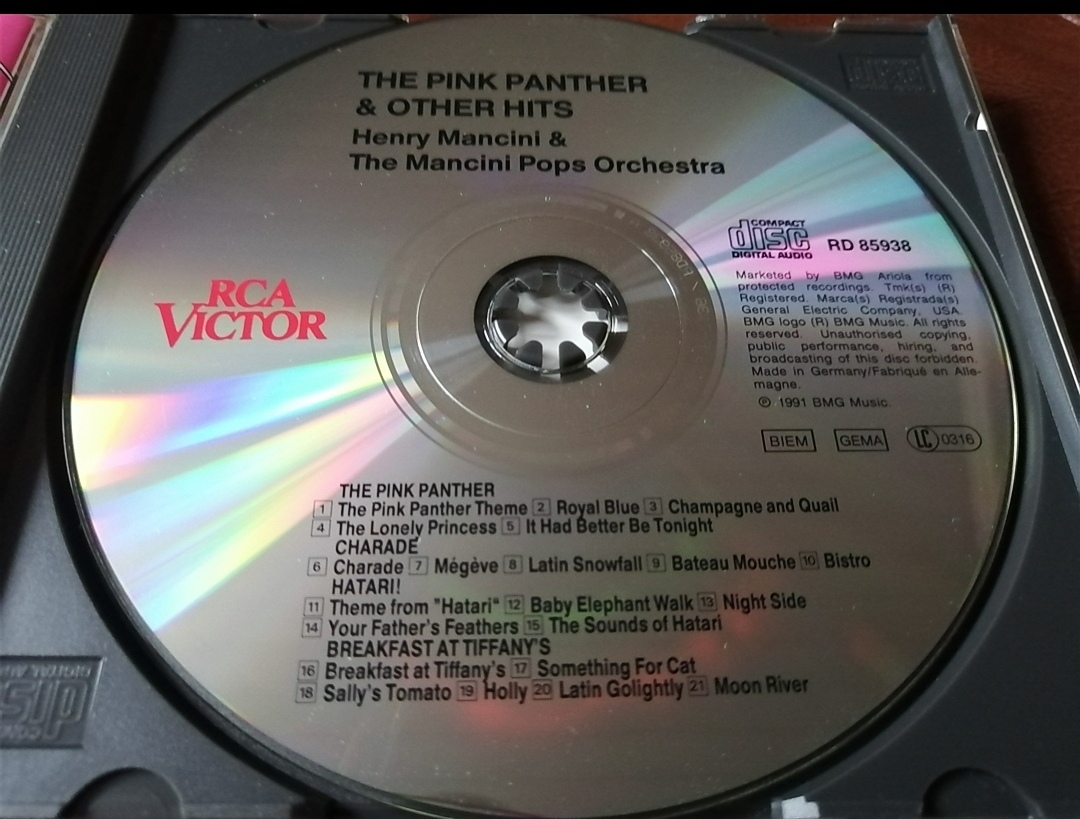 THE PINK PANTHER
& OTHER HITS
Henry Mancini &
The Mancini Pops Orchestra
RCA
VICTOR
COMPACT
disc
DIGITAL AUDIO
RD 85938
Marketed by BMG Ariola from
protected recordings. Tmk(s) (R)
Registered. Marca(s) Registrada(s)
General Electric Company, USA.
BMG logo (R) BMG Music. All rights
reserved. Unauthorised copying,
public performance, hiring, and
broadcasting of this disc forbidden.
Made in Germany/Fabriqué en Alle-
magne.
℗ 1991 BMG Music.
BIEM GEMA LC 0316
THE PINK PANTHER
1 The Pink Panther Theme 2 Royal Blue 3 Champagne and Quail
4 The Lonely Princess 5 It Had Better Be Tonight
CHARADE
6 Charade 7 Mégève 8 Latin Snowfall 9 Bateau Mouche 10 Bistro
HATARI!
11 Theme from "Hatari" 12 Baby Elephant Walk 13 Night Side
14 Your Father's Feathers 15 The Sounds of Hatari
BREAKFAST AT TIFFANY'S
16 Breakfast at Tiffany's 17 Something For Cat
18 Sally's Tomato 19 Holly 20 Latin Golightly 21 Moon River